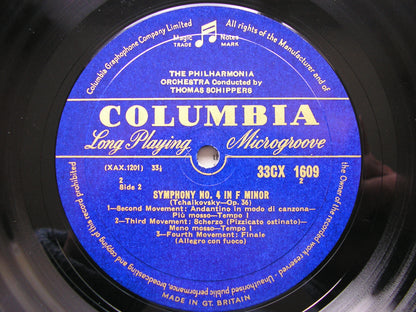 Columbia Graphophone Company Limited
All rights of the Manufacturer and of
the Owner of the recorded work reserved - Unauthorised public performance, broadcasting and copying of this record prohibited
Magic Notes
TRADE MARK
THE PHILHARMONIA
ORCHESTRA Conducted by
THOMAS SCHIPPERS
COLUMBIA
Long Playing Microgroove
(XAX.1201) 33⅓
33CX 1609
2
Side 2
2
SYMPHONY NO. 4 IN F MINOR
(Tchaikovsky—Op. 36)
1—Second Movement: Andantino in modo di canzona—
Più mosso—Tempo I
2—Third Movement: Scherzo (Pizzicato ostinato)—
Meno mosso—Tempo I
3—Fourth Movement: Finale
(Allegro con fuoco)
MADE IN GT. BRITAIN